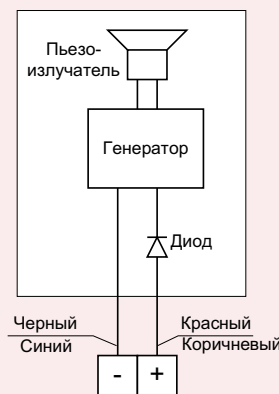 Пьезо-
излучатель
Генератор
Диод
Черный
Синий
Красный
Коричневый
- +